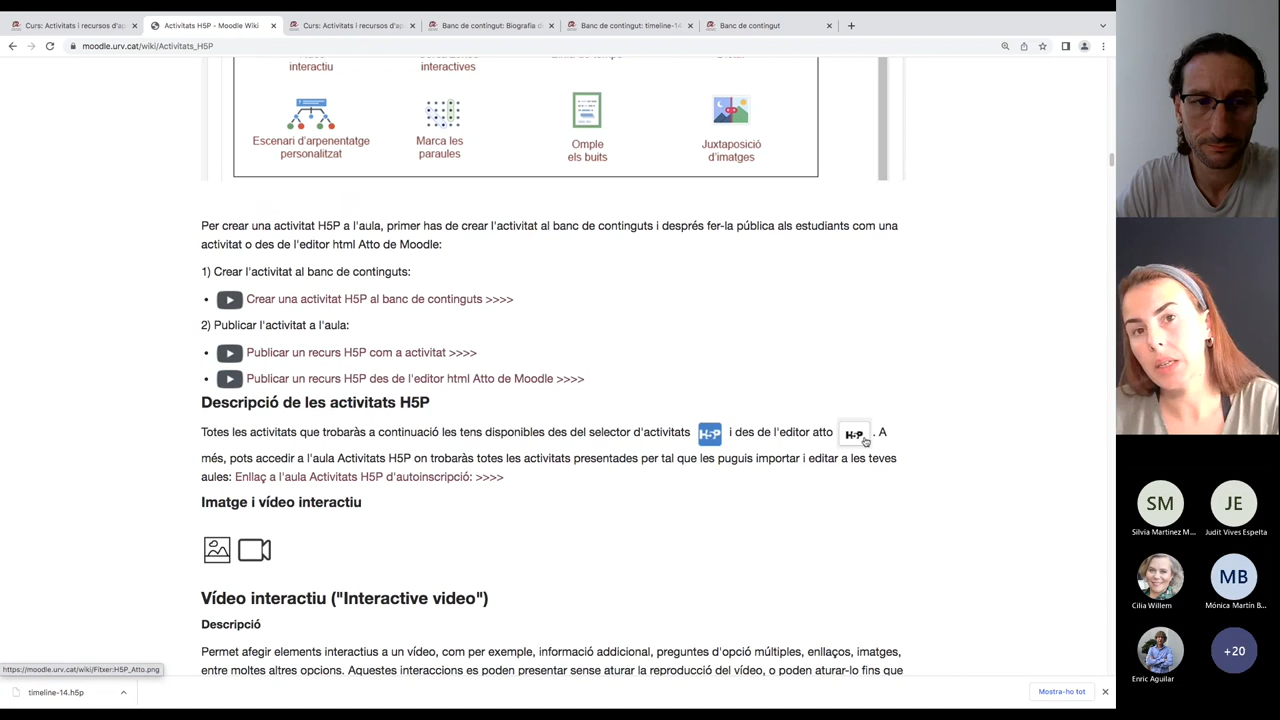 Curs: Activitats i recursos d'ap
Activitats H5P - Moodle Wiki
Curs: Activitats i recursos d'ap
Banc de contingut: Biografia d
Banc de contingut: timeline-14
Banc de contingut
moodle.urv.cat/wiki/Activitats_H5P
interactiu
interactives
Escenari d'arpenentatge
personalitzat
Marca les
paraules
Omple
els buits
Juxtaposició
d'imatges
Per crear una activitat H5P a l'aula, primer has de crear l'activitat al banc de continguts i després fer-la pública als estudiants com una
activitat o des de l'editor html Atto de Moodle:
1) Crear l'activitat al banc de continguts:
Crear una activitat H5P al banc de continguts >>>>
2) Publicar l'activitat a l'aula:
Publicar un recurs H5P com a activitat >>>>
Publicar un recurs H5P des de l'editor html Atto de Moodle >>>>
Descripció de les activitats H5P
Totes les activitats que trobaràs a continuació les tens disponibles des del selector d'activitats H5P i des de l'editor atto H5P . A
més, pots accedir a l'aula Activitats H5P on trobaràs totes les activitats presentades per tal que les puguis importar i editar a les teves
aules: Enllaç a l'aula Activitats H5P d'autoinscripció: >>>>
Imatge i vídeo interactiu
Vídeo interactiu ("Interactive video")
Descripció
Permet afegir elements interactius a un vídeo, com per exemple, informació addicional, preguntes d'opció múltiples, enllaços, imatges,
entre moltes altres opcions. Aquestes interaccions es poden presentar sense aturar la reproducció del vídeo, o poden aturar-lo fins que
https://moodle.urv.cat/wiki/Fitxer:H5P_Atto.png
timeline-14.h5p
Mostra-ho tot
SM
JE
Silvia Martínez M...
Judit Vives Espelta
MB
Cilia Willem
Mónica Martín B...
+20
Enric Aguilar